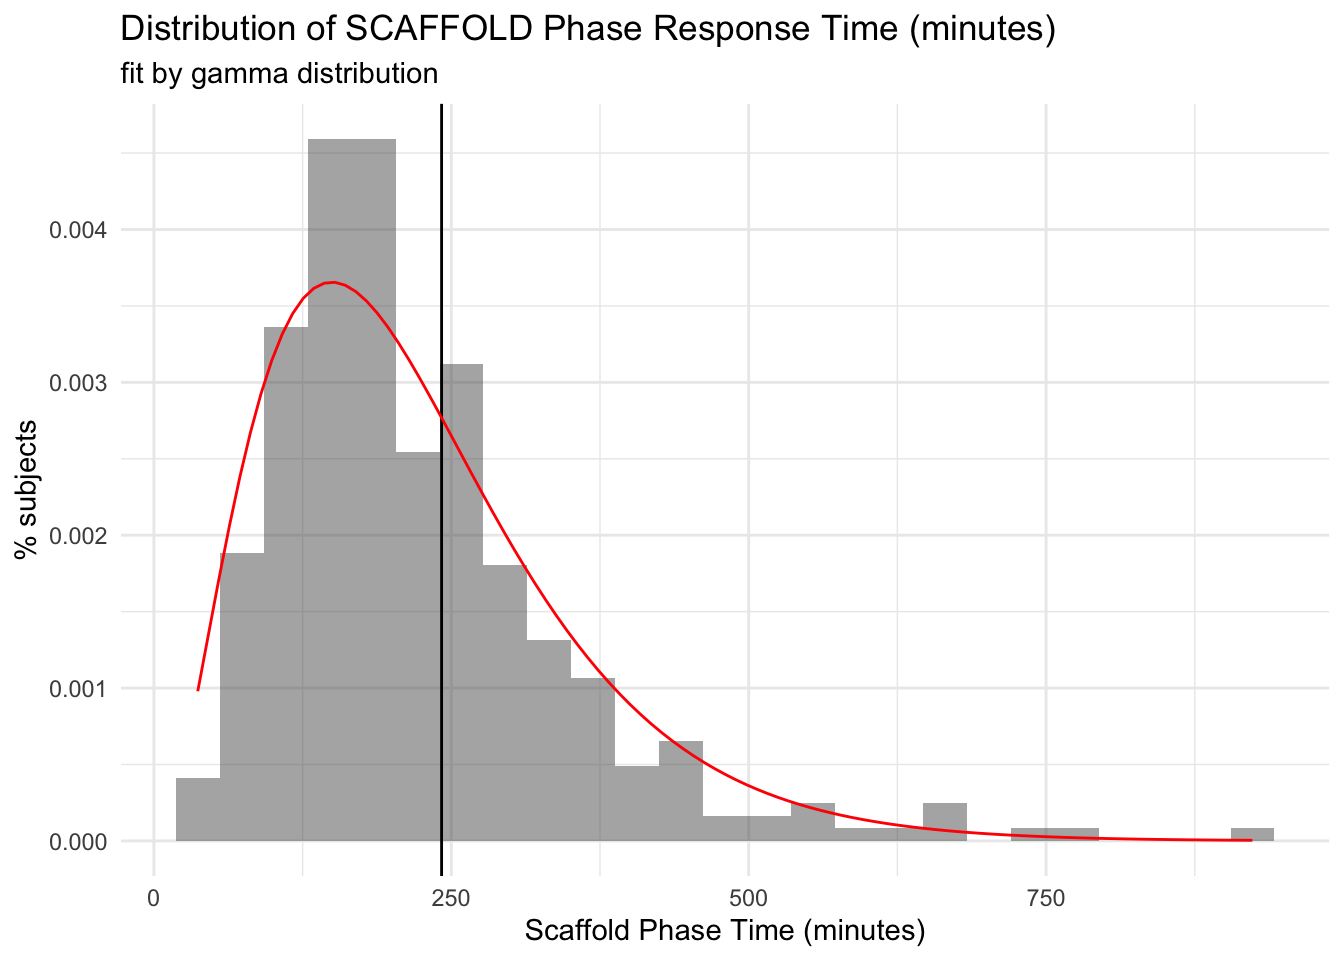 Distribution of SCAFFOLD Phase Response Time (minutes)
fit by gamma distribution
% subjects
0.004
0.003
0.002
0.001
0.000
0 250 500 750
Scaffold Phase Time (minutes)